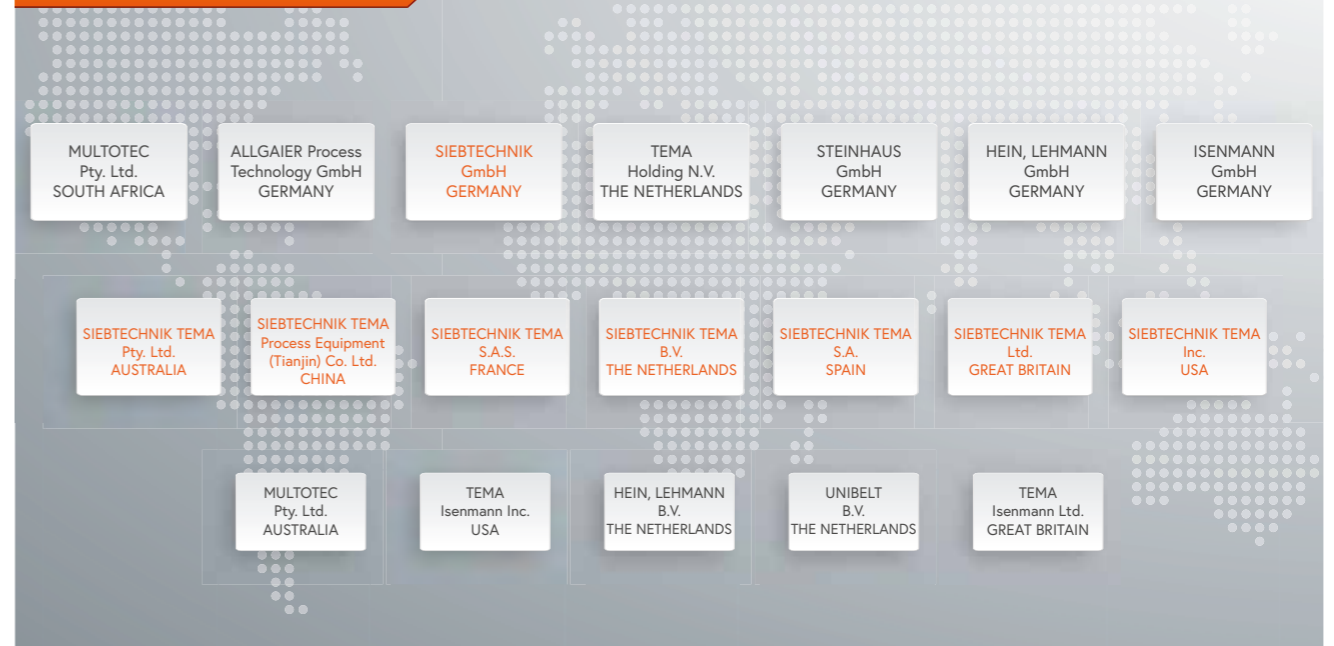 MULTOTEC
Pty. Ltd.
SOUTH AFRICA
ALLGAIER Process
Technology GmbH
GERMANY
SIEBTECHNIK
GmbH
GERMANY
TEMA
Holding N.V.
THE NETHERLANDS
STEINHAUS
GmbH
GERMANY
HEIN, LEHMANN
GmbH
GERMANY
ISENMANN
GmbH
GERMANY
SIEBTECHNIK TEMA
Pty. Ltd.
AUSTRALIA
SIEBTECHNIK TEMA
Process Equipment
(Tianjin) Co. Ltd.
CHINA
SIEBTECHNIK TEMA
S.A.S.
FRANCE
SIEBTECHNIK TEMA
B.V.
THE NETHERLANDS
SIEBTECHNIK TEMA
S.A.
SPAIN
SIEBTECHNIK TEMA
Ltd.
GREAT BRITAIN
SIEBTECHNIK TEMA
Inc.
USA
MULTOTEC
Pty. Ltd.
AUSTRALIA
TEMA
Isenmann Inc.
USA
HEIN, LEHMANN
B.V.
THE NETHERLANDS
UNIBELT
B.V.
THE NETHERLANDS
TEMA
Isenmann Ltd.
GREAT BRITAIN